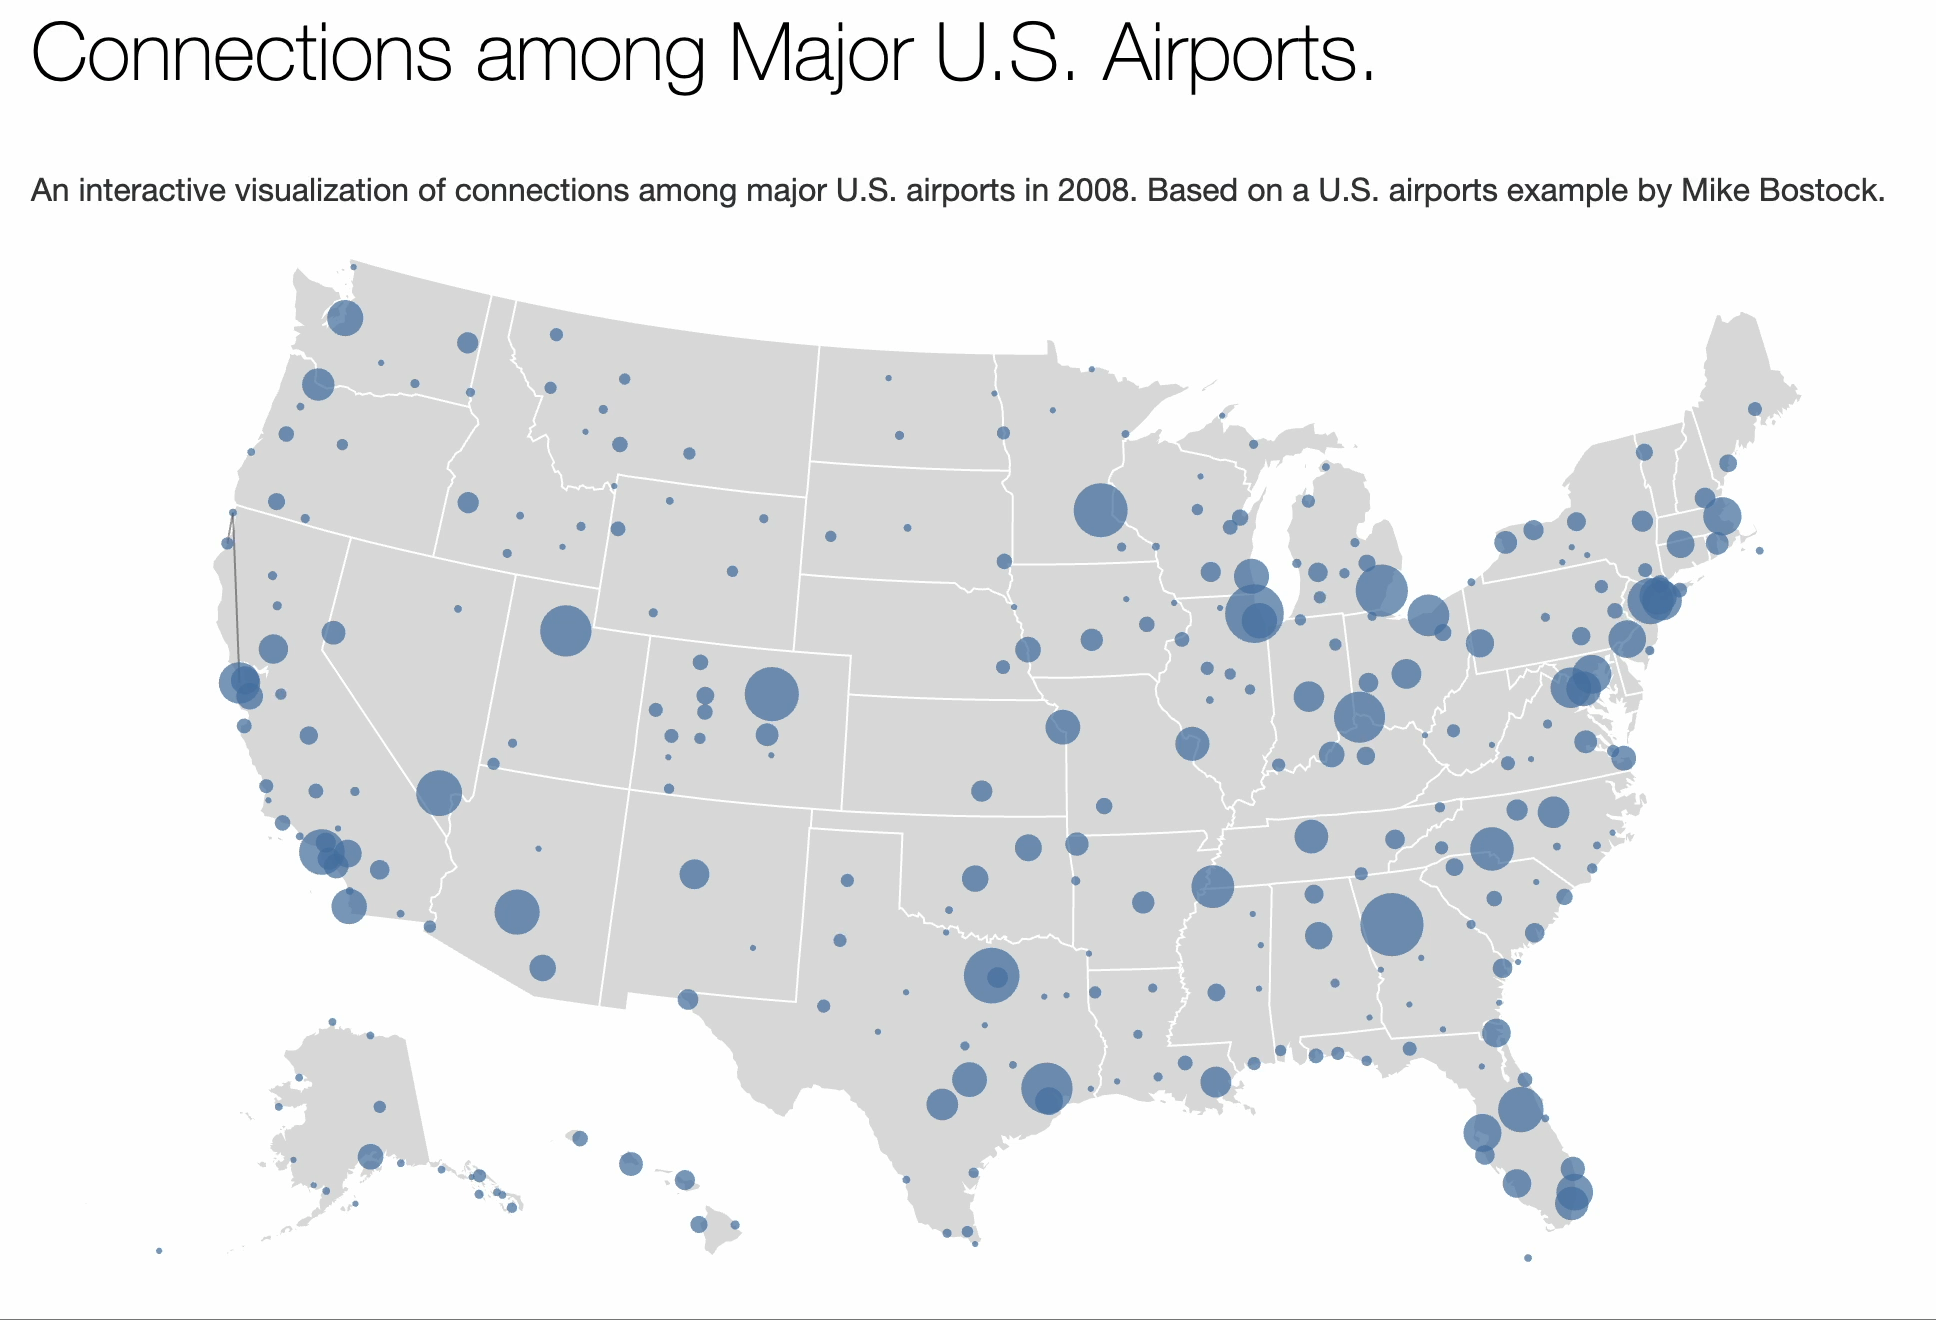 Connections among Major U.S. Airports.
An interactive visualization of connections among major U.S. airports in 2008. Based on a U.S. airports example by Mike Bostock.